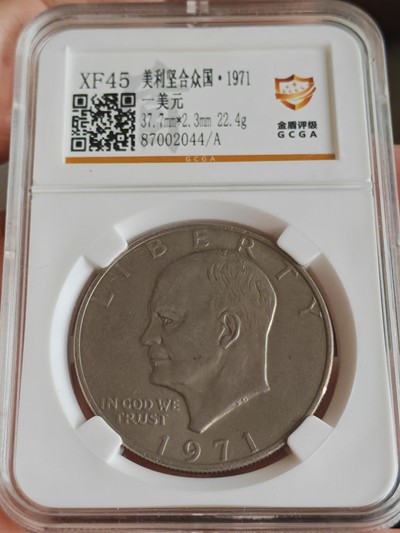 XF45 美利坚合众国·1971
一美元
37.7mm*2.3mm 22.4g
87002044/A
金盾评级
GCGA
GCGA
LIBERTY
IN GOD WE
TRUST
1971